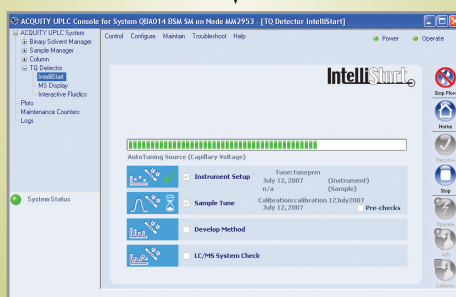 ACQUITY UPLC Console for System QBA014 BSM SM on Node MM2953 - [TQ Detector IntelliStart]
ACQUITY UPLC System
Binary Solvent Manager
Sample Manager
Column
TQ Detector
IntelliStart
MS Display
Interactive Fluidics
Plots
Maintenance Counters
Logs
System Status
Control Configure Maintain Troubleshoot Help
Power Operate
IntelliStart
AutoTuning Source (Capillary Voltage)
Instrument Setup
Tune:tuneprm
July 12, 2007 (Instrument)
n/a (Sample)
Sample Tune
Calibration:calibration 12July2007
July 12, 2007
Pre-checks
Develop Method
LC/MS System Check
Stop Flow
Home
Stop
Operate
API
Collision